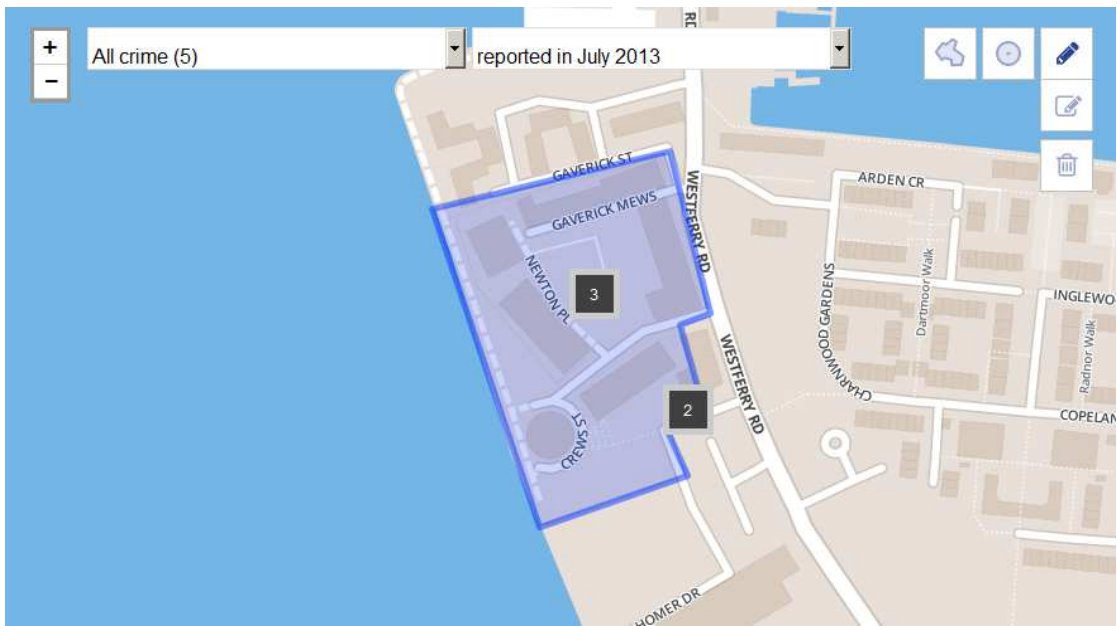 +
−
All crime (5)
reported in July 2013
RD
GAVERICK ST
GAVERICK MEWS
WESTFERRY RD
ARDEN CR
NEWTON PL
3
Dartmoor Walk
INGLEWO
CHARNWOOD GARDENS
Radnor Walk
WESTFERRY RD
2
COPELAN
CREWS ST
HOMER DR